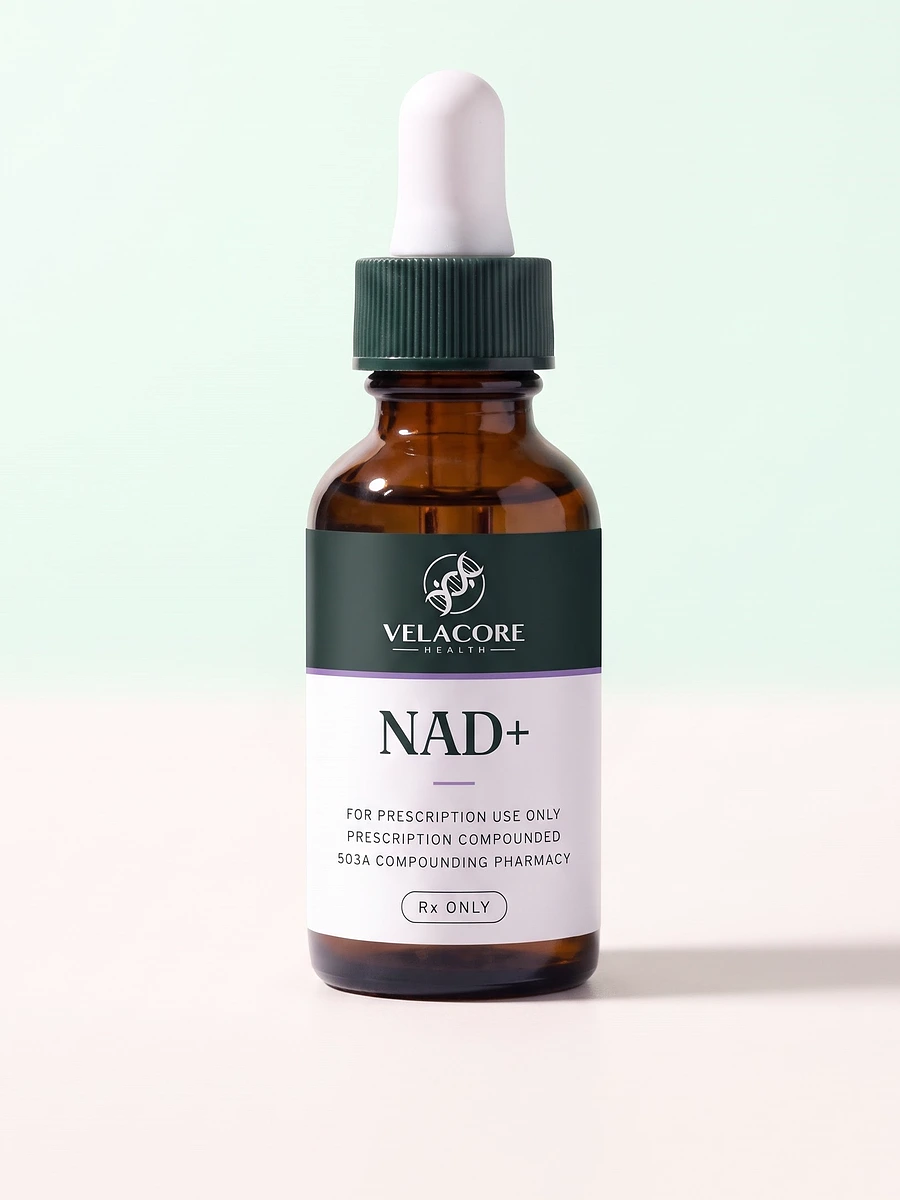 VELACORE
HEALTH
NAD+
FOR PRESCRIPTION USE ONLY
PRESCRIPTION COMPOUNDED
503A COMPOUNDING PHARMACY
Rx ONLY